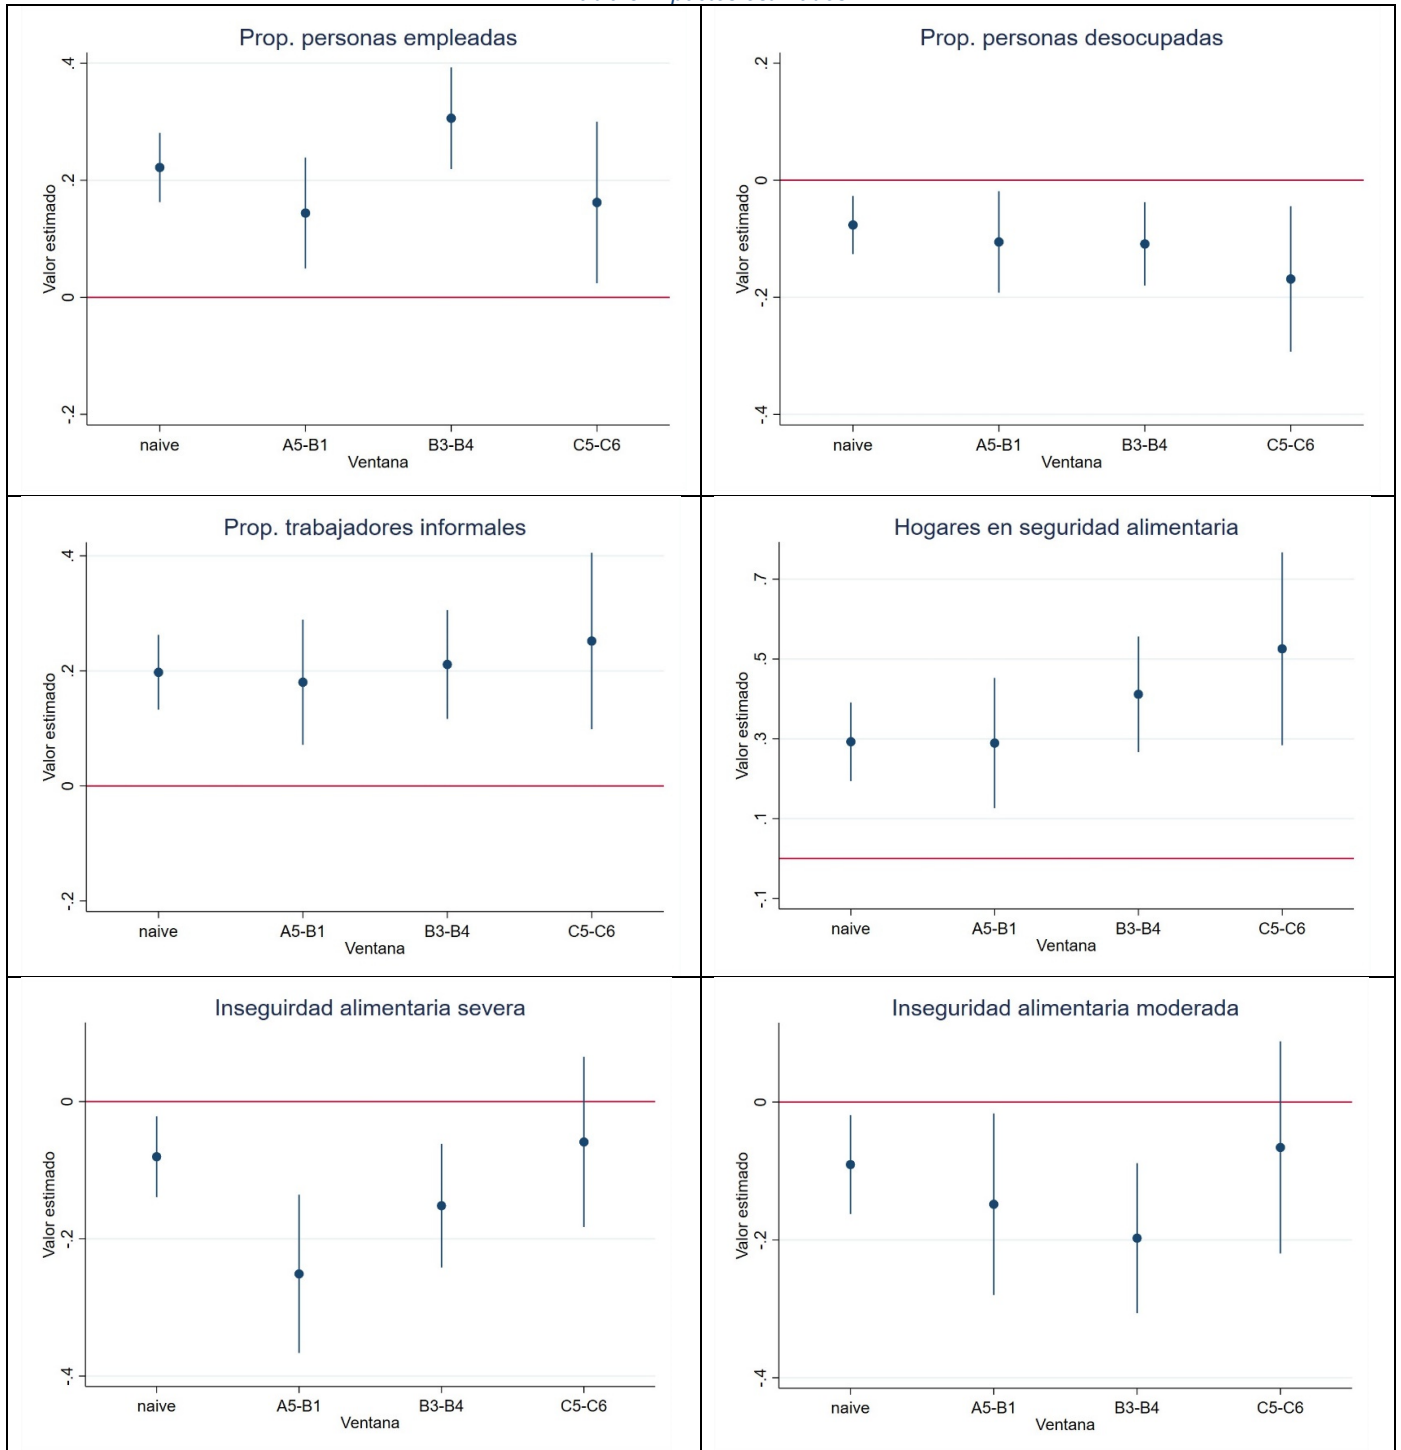 Prop. personas empleadas
.4
.2
0
-.2
Valor estimado
naive
A5-B1
B3-B4
C5-C6
Ventana
Prop. personas desocupadas
.2
0
-.2
-.4
Valor estimado
naive
A5-B1
B3-B4
C5-C6
Ventana
Prop. trabajadores informales
.4
.2
0
-.2
Valor estimado
naive
A5-B1
B3-B4
C5-C6
Ventana
Hogares en seguridad alimentaria
.7
.5
.3
.1
-.1
Valor estimado
naive
A5-B1
B3-B4
C5-C6
Ventana
Inseguirdad alimentaria severa
0
-.2
-.4
Valor estimado
naive
A5-B1
B3-B4
C5-C6
Ventana
Inseguridad alimentaria moderada
0
-.2
-.4
Valor estimado
naive
A5-B1
B3-B4
C5-C6
Ventana